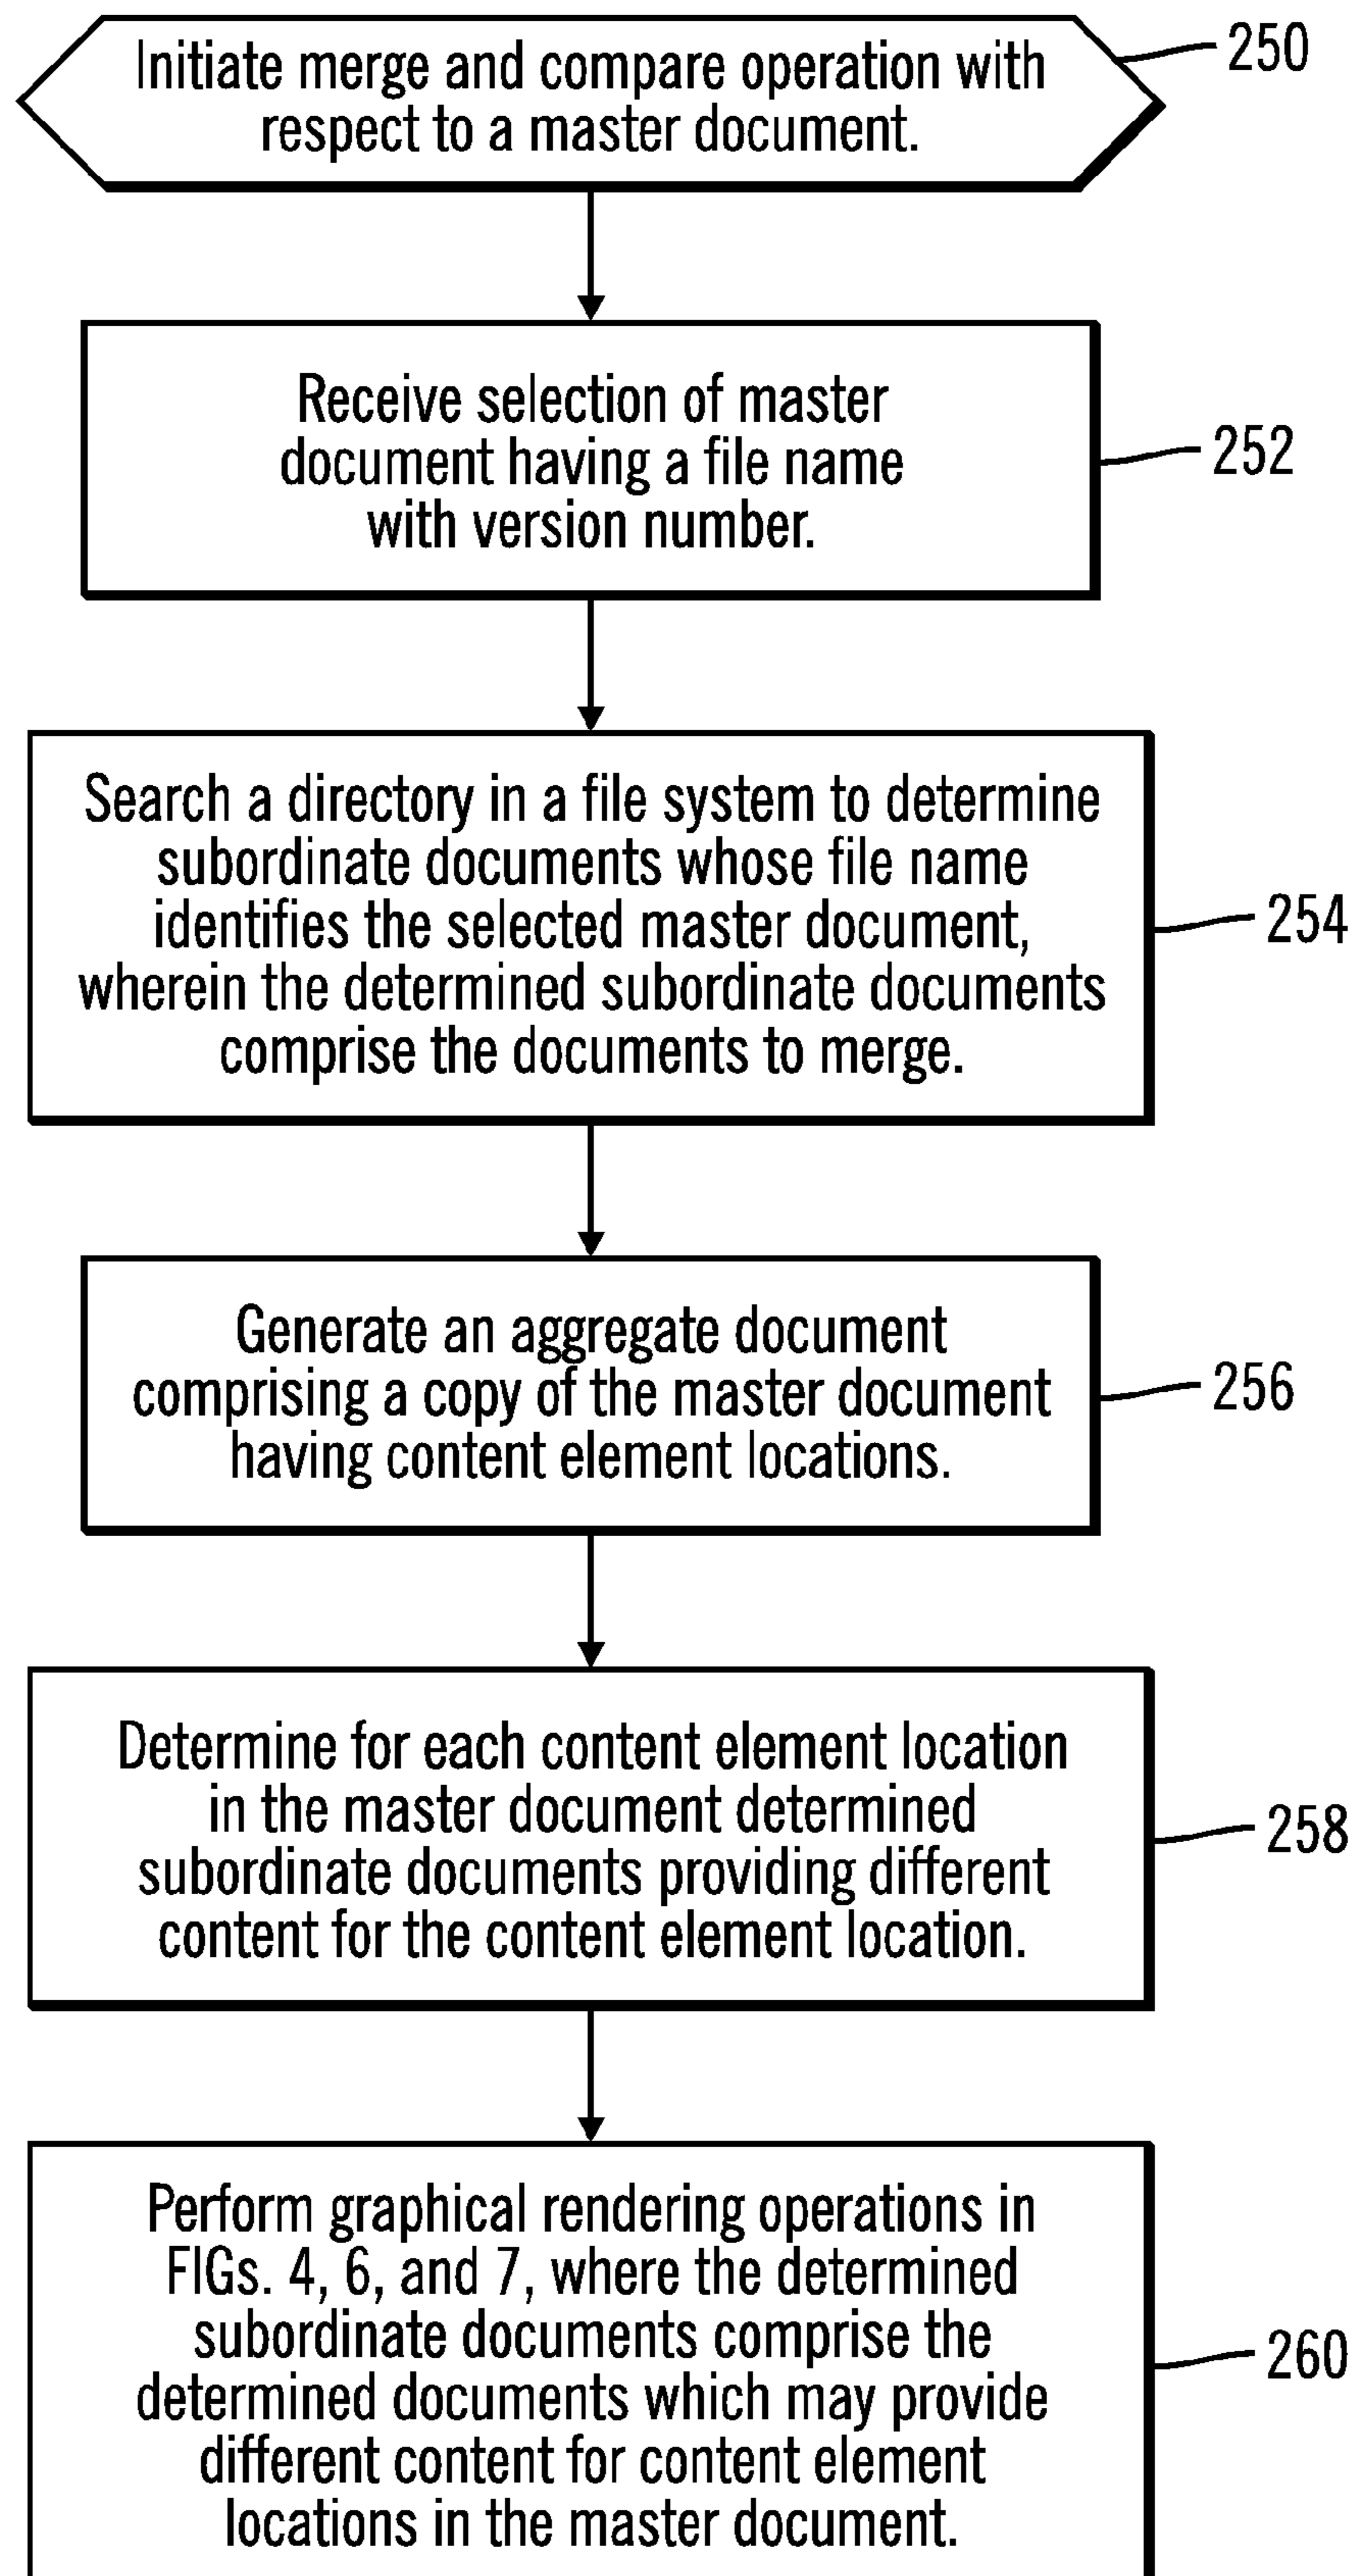 Initiate merge and compare operation with
respect to a master document.
250
Receive selection of master
document having a file name
with version number.
252
Search a directory in a file system to determine
subordinate documents whose file name
identifies the selected master document,
wherein the determined subordinate documents
comprise the documents to merge.
254
Generate an aggregate document
comprising a copy of the master document
having content element locations.
256
Determine for each content element location
in the master document determined
subordinate documents providing different
content for the content element location.
258
Perform graphical rendering operations in
FIGs. 4, 6, and 7, where the determined
subordinate documents comprise the
determined documents which may provide
different content for content element
locations in the master document.
260